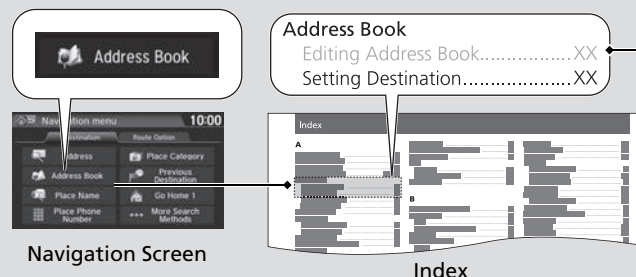 Address Book
Address Book
Editing Address Book.................XX
Setting Destination......................XX
Navigation menu 10:00
Destination Route Option
Address Place Category
Address Book Previous Destination
Place Name Go Home 1
Place Phone Number More Search Methods
Navigation Screen
Index
A
B
Index